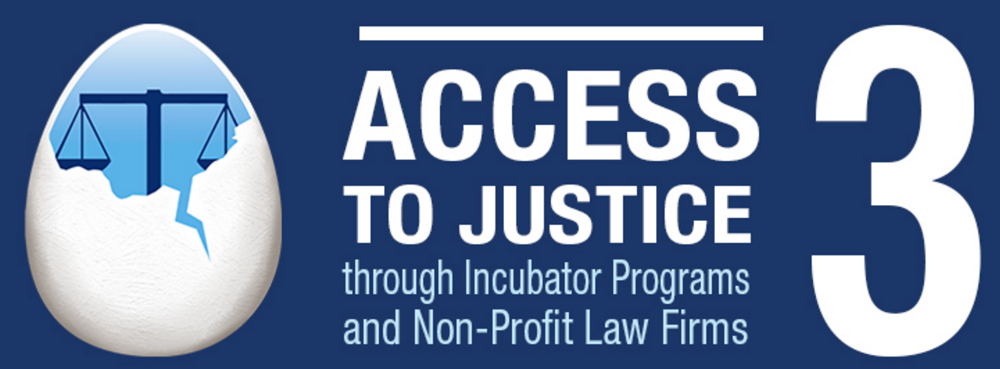 ACCESS
TO JUSTICE
through Incubator Programs
and Non-Profit Law Firms
3